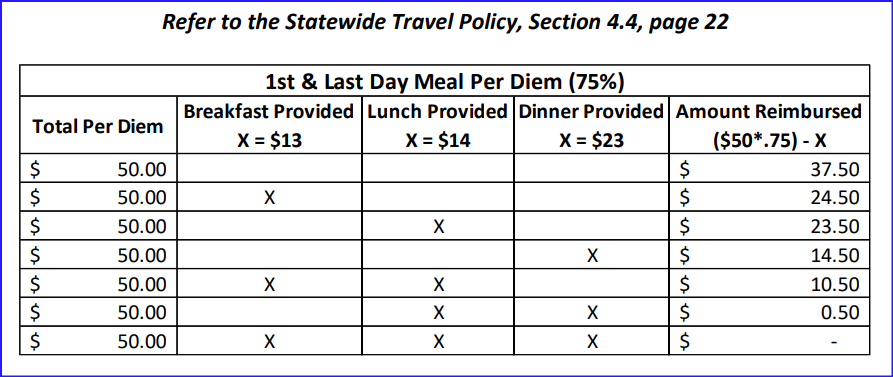 Refer to the Statewide Travel Policy, Section 4.4, page 22
1st & Last Day Meal Per Diem (75%)
Total Per Diem Breakfast Provided X = $13 Lunch Provided X = $14 Dinner Provided X = $23 Amount Reimbursed ($50*.75) - X
$ 50.00 $ 37.50
$ 50.00 X $ 24.50
$ 50.00 X $ 23.50
$ 50.00 X $ 14.50
$ 50.00 X X $ 10.50
$ 50.00 X X $ 0.50
$ 50.00 X X X $ -